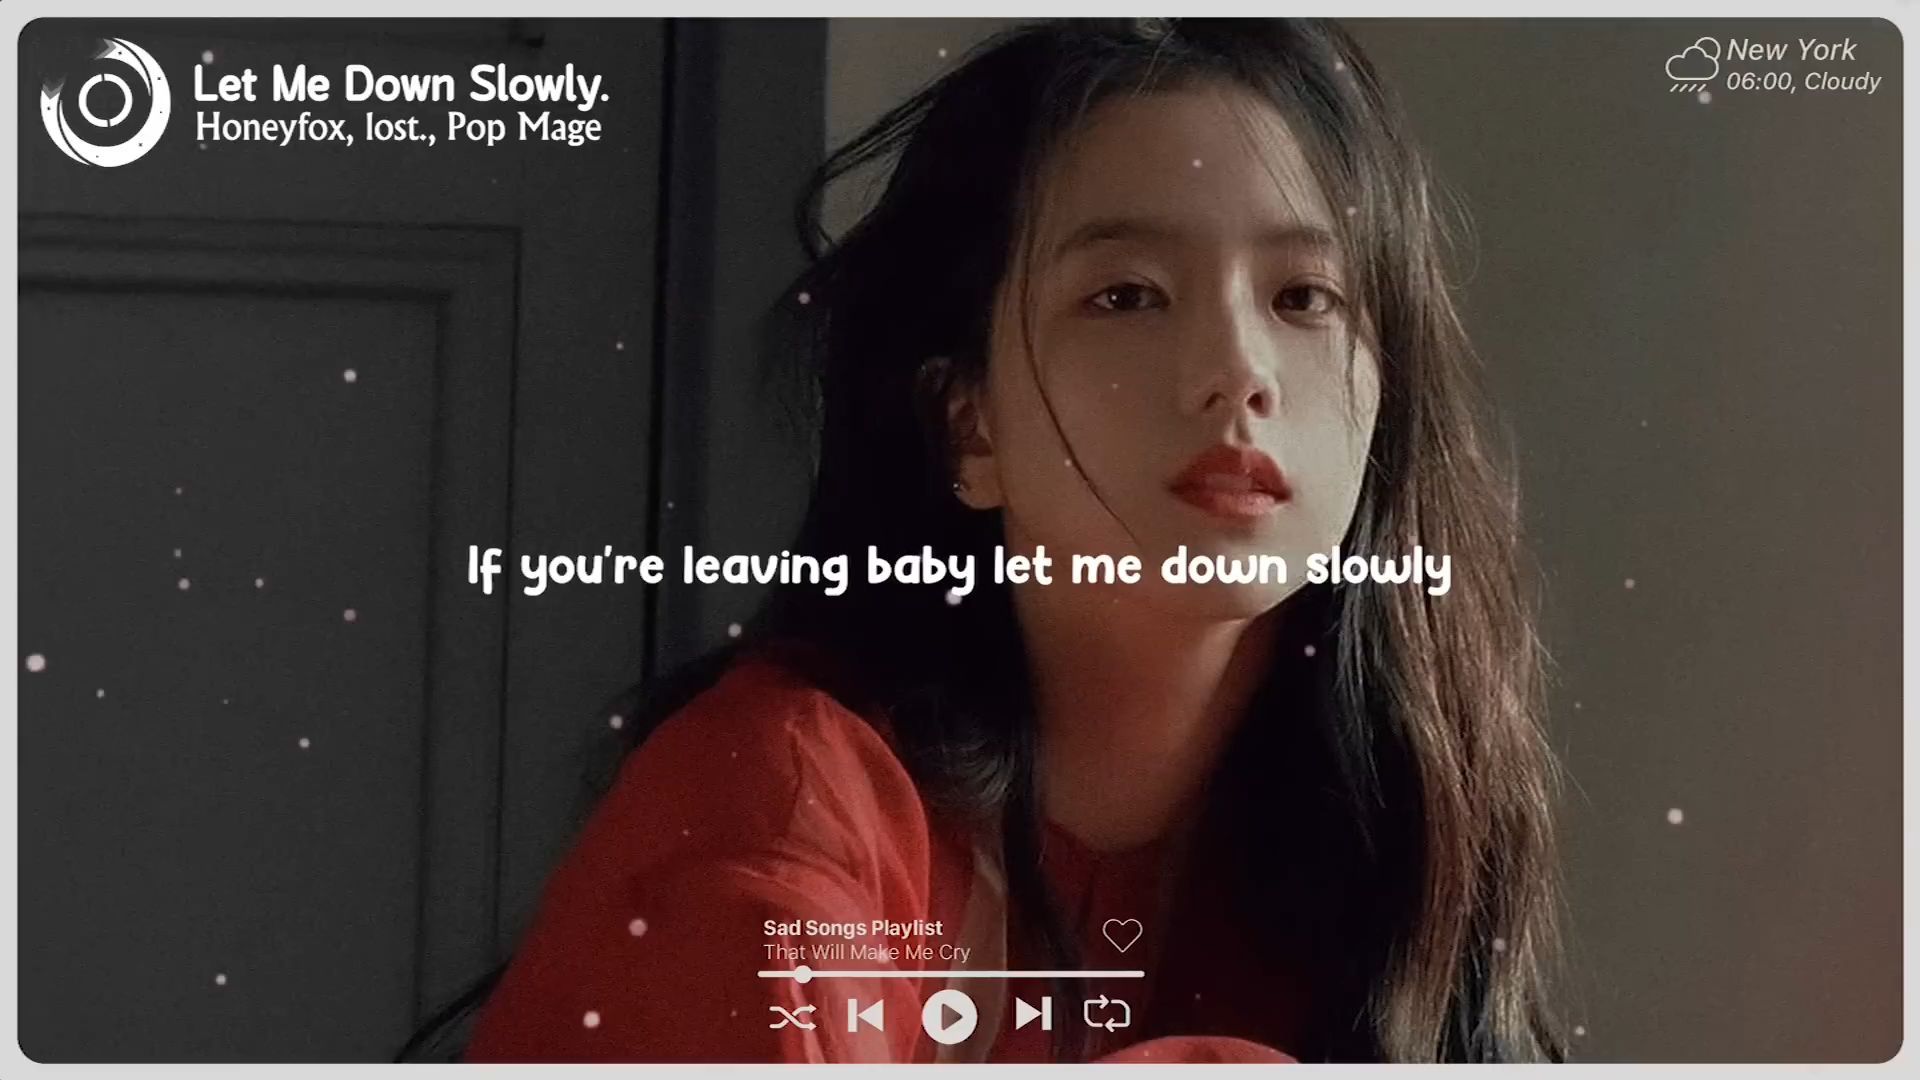 Let Me Down Slowly.
Honeyfox, lost., Pop Mage
New York
06:00, Cloudy
If you're leaving baby let me down slowly
Sad Songs Playlist
That Will Make Me Cry